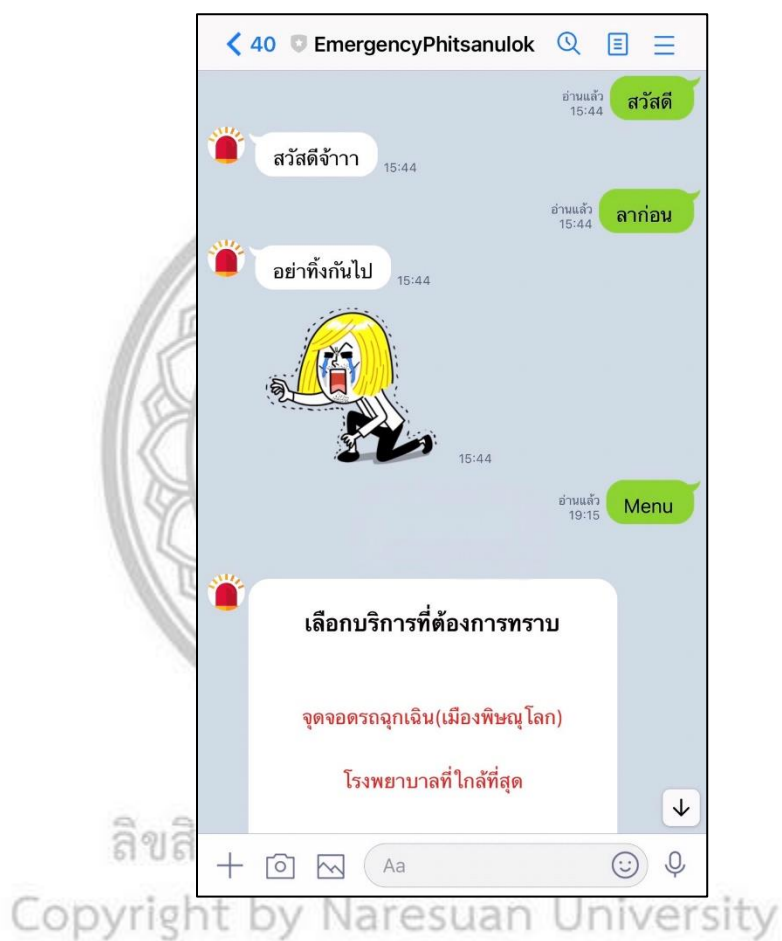 40 EmergencyPhitsanulok
อ่านแล้ว
15:44
สวัสดี
สวัสดีจ้าาา
15:44
อ่านแล้ว
15:44
ลาก่อน
อย่าทิ้งกันไป
15:44
15:44
อ่านแล้ว
19:15
Menu
เลือกบริการที่ต้องการทราบ
จุดจอดรถฉุกเฉิน(เมืองพิษณุโลก)
โรงพยาบาลที่ใกล้ที่สุด
Aa
Copyright by Naresuan University